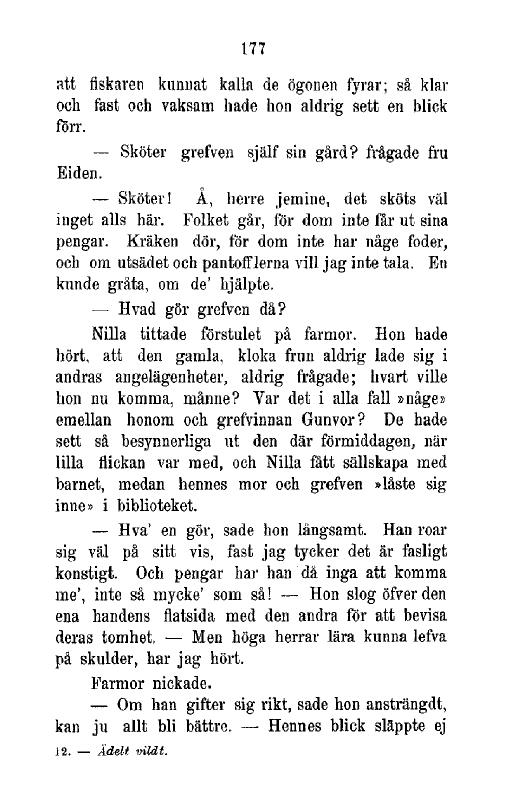 177
att fiskaren kunnat kalla de ögonen fyrar; så klar
och fast och vaksam hade hon aldrig sett en blick
förr.
— Sköter grefven själf sin gård? frågade fru
Eiden.
— Sköter! Å, herre jemine, det sköts väl
inget alls här. Folket går, för dom inte får ut sina
pengar. Kräken dör, för dom inte har någe foder,
och om utsädet och pantofflerna vill jag inte tala. En
kunde gråta, om de' hjälpte.
— Hvad gör grefven då?
Nilla tittade förstulet på farmor. Hon hade
hört, att den gamla, kloka frun aldrig lade sig i
andras angelägenheter, aldrig frågade; hvart ville
hon nu komma, månne? Var det i alla fall »någe»
emellan honom och grefvinnan Gunvor? De hade
sett så besynnerliga ut den där förmiddagen, när
lilla flickan var med, och Nilla fått sällskapa med
barnet, medan hennes mor och grefven »låste sig
inne» i biblioteket.
— Hva' en gör, sade hon långsamt. Han roar
sig väl på sitt vis, fast jag tycker det är fasligt
konstigt. Och pengar har han då inga att komma
me', inte så mycke' som så! — Hon slog öfver den
ena handens flatsida med den andra för att bevisa
deras tomhet. — Men höga herrar lära kunna lefva
på skulder, har jag hört.
Farmor nickade.
— Om han gifter sig rikt, sade hon ansträngdt,
kan ju allt bli bättre. — Hennes blick släppte ej
12. — Ädelt vildt.